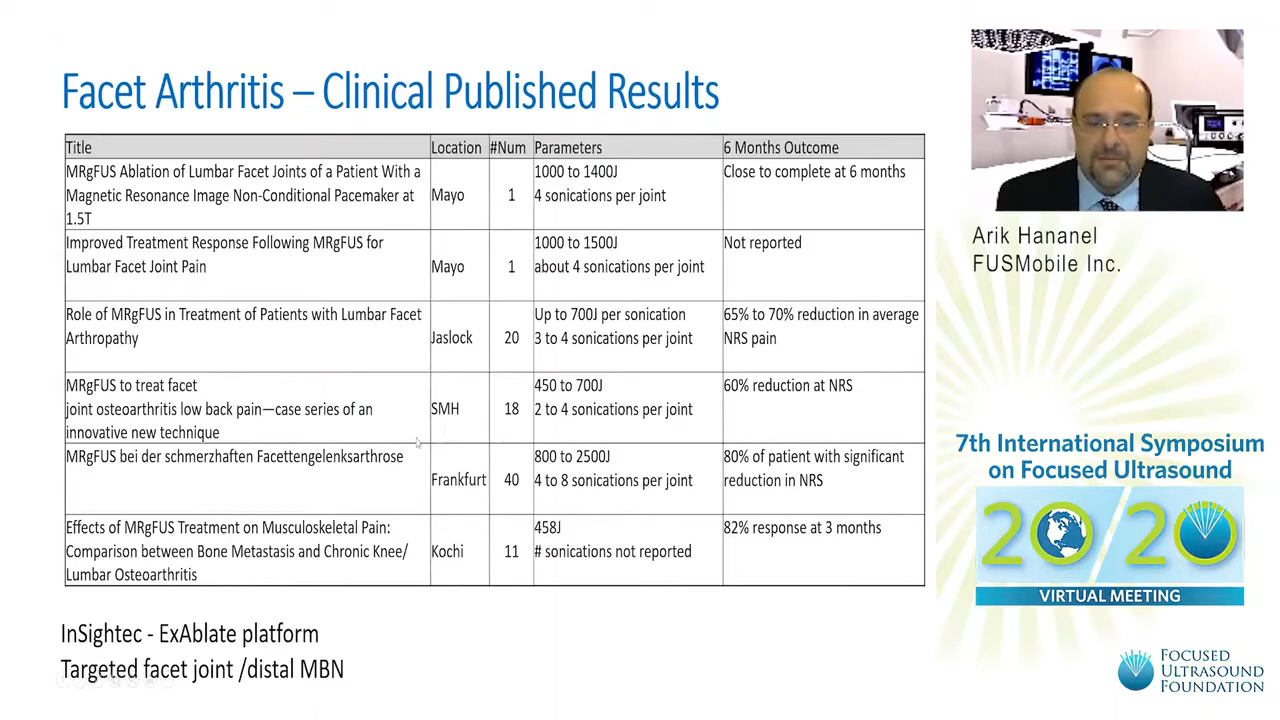 Facet Arthritis – Clinical Published Results
Title Location #Num Parameters 6 Months Outcome
MRgFUS Ablation of Lumbar Facet Joints of a Patient With a
Magnetic Resonance Image Non-Conditional Pacemaker at
1.5T
Mayo
1
1000 to 1400J
4 sonications per joint
Close to complete at 6 months
Improved Treatment Response Following MRgFUS for
Lumbar Facet Joint Pain
Mayo
1
1000 to 1500J
about 4 sonications per joint
Not reported
Role of MRgFUS in Treatment of Patients with Lumbar Facet
Arthropathy
Jaslock
20
Up to 700J per sonication
3 to 4 sonications per joint
65% to 70% reduction in average
NRS pain
MRgFUS to treat facet
joint osteoarthritis low back pain—case series of an
innovative new technique
SMH
18
450 to 700J
2 to 4 sonications per joint
60% reduction at NRS
MRgFUS bei der schmerzhaften Facettengelenksarthrose
Frankfurt
40
800 to 2500J
4 to 8 sonications per joint
80% of patient with significant
reduction in NRS
Effects of MRgFUS Treatment on Musculoskeletal Pain:
Comparison between Bone Metastasis and Chronic Knee/
Lumbar Osteoarthritis
Kochi
11
458J
# sonications not reported
82% response at 3 months
InSightec - ExAblate platform
Targeted facet joint /distal MBN
Arik Hananel
FUSMobile Inc.
7th International Symposium
on Focused Ultrasound
20/20
VIRTUAL MEETING
FOCUSED
ULTRASOUND
FOUNDATION